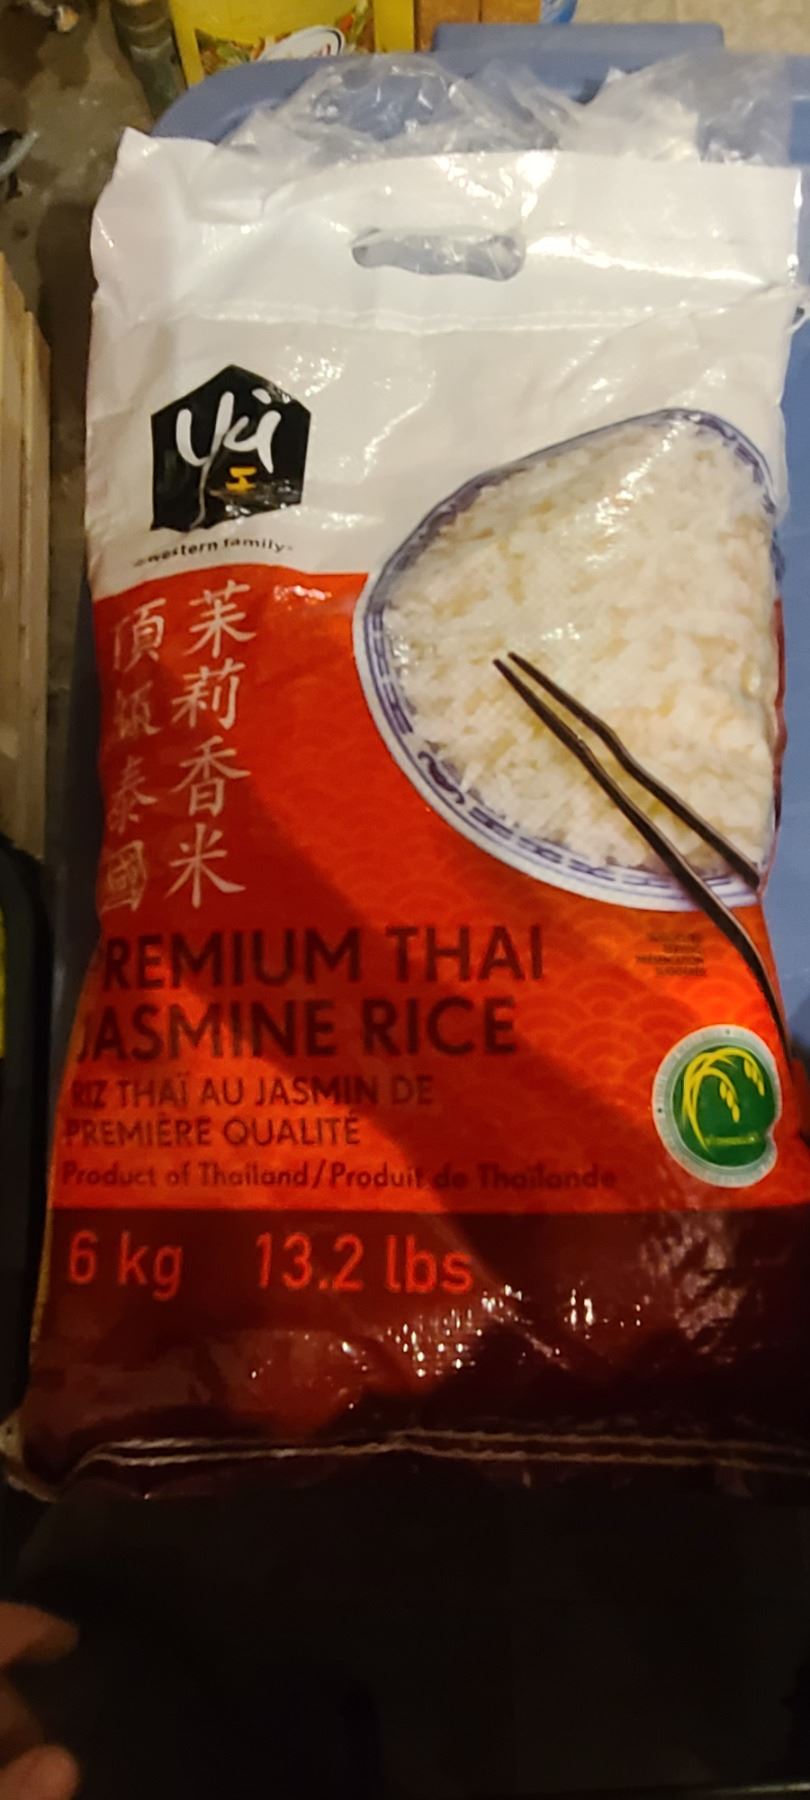 yú
western family
茉莉香米
頂級泰國
PREMIUM THAI
JASMINE RICE
RIZ THAÏ AU JASMIN DE
PREMIÈRE QUALITÉ
Product of Thailand/Produit de Thaïlande
6 kg 13.2 lbs